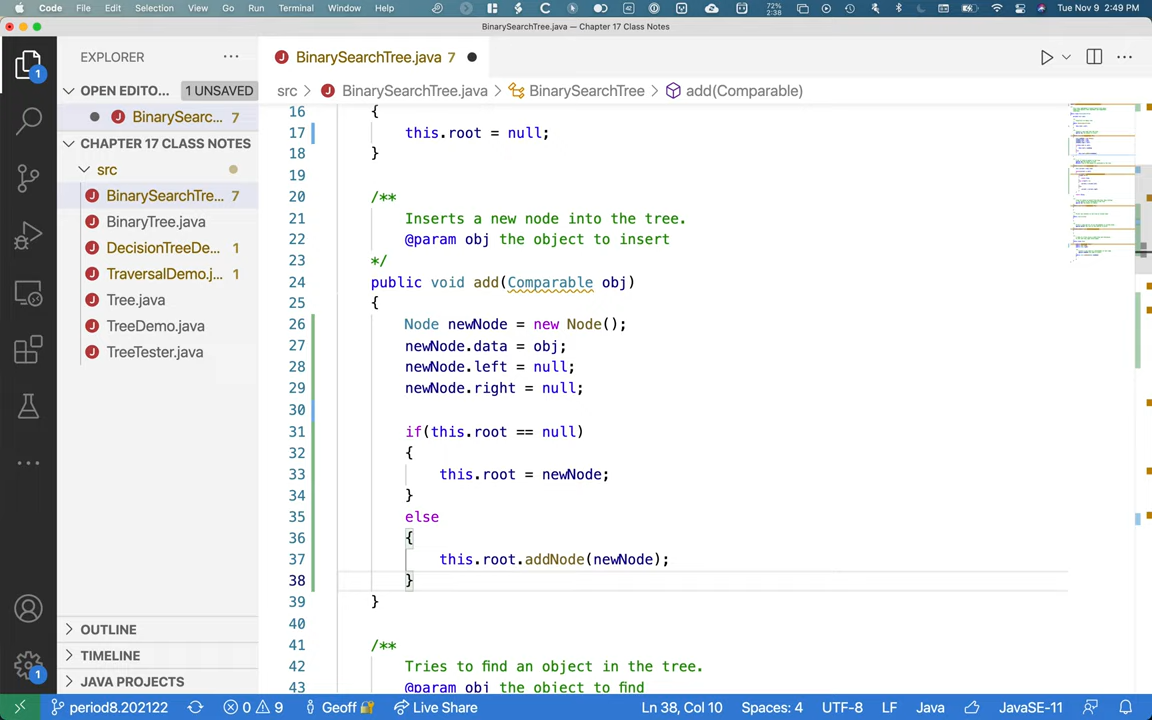 Code File Edit Selection View Go Run Terminal Window Help 72% 2:38 Tue Nov 9 2:49 PM
BinarySearchTree.java — Chapter 17 Class Notes
EXPLORER
BinarySearchTree.java 7
OPEN EDITO... 1 UNSAVED
src > BinarySearchTree.java > BinarySearchTree > add(Comparable)
BinarySearc... 7
CHAPTER 17 CLASS NOTES
src
BinarySearchTre... 7
BinaryTree.java
DecisionTreeDe... 1
TraversalDemo.j... 1
Tree.java
TreeDemo.java
TreeTester.java
OUTLINE
TIMELINE
JAVA PROJECTS
16 {
17 this.root = null;
18 }
19
20 /**
21 Inserts a new node into the tree.
22 @param obj the object to insert
23 */
24 public void add(Comparable obj)
25 {
26 Node newNode = new Node();
27 newNode.data = obj;
28 newNode.left = null;
29 newNode.right = null;
30
31 if(this.root == null)
32 {
33 this.root = newNode;
34 }
35 else
36 {
37 this.root.addNode(newNode);
38 }
39 }
40
41 /**
42 Tries to find an object in the tree.
43 @param obj the object to find
1
1
period8.202122 0 9 Geoff Live Share Ln 38, Col 10 Spaces: 4 UTF-8 LF Java JavaSE-11